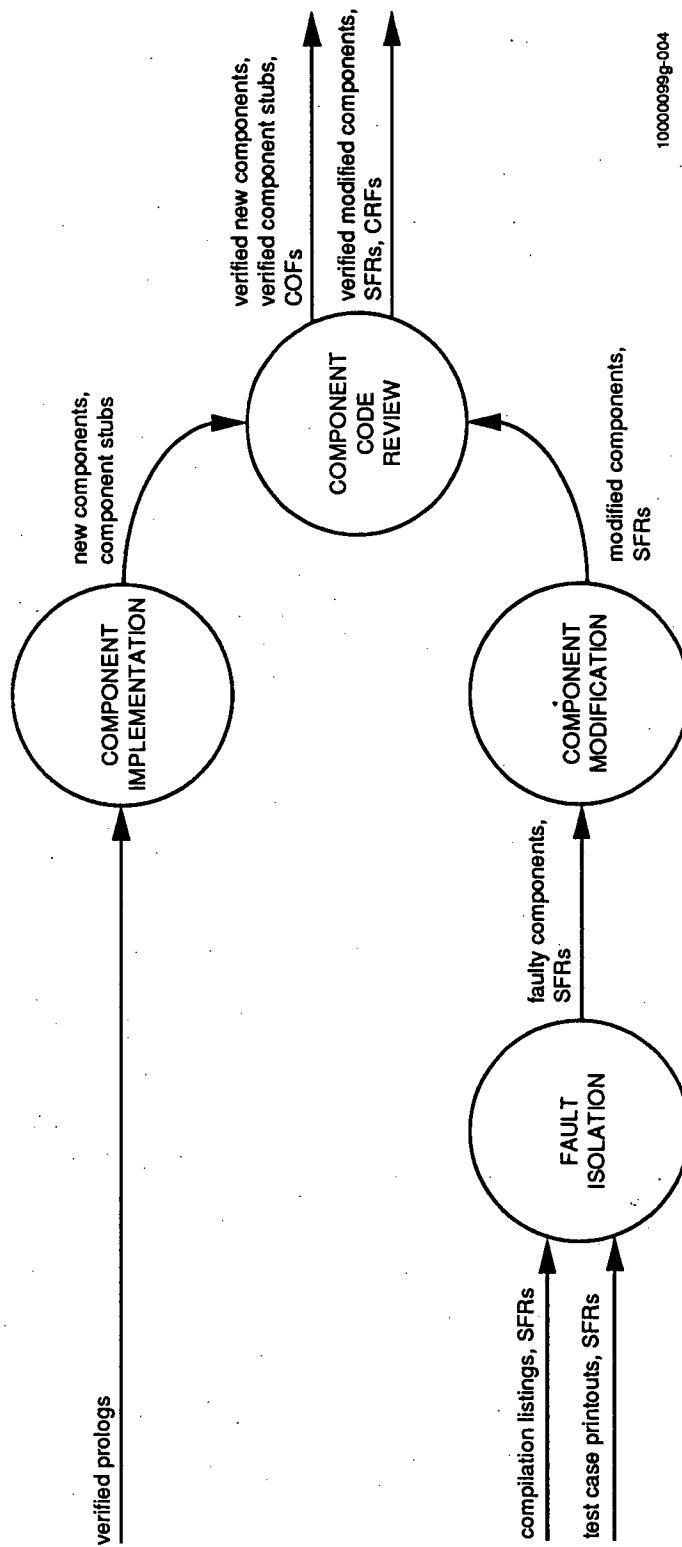 verified prologs
COMPONENT
IMPLEMENTATION
new components,
component stubs
compilation listings, SFRs
test case printouts, SFRs
FAULT
ISOLATION
faulty components,
SFRs
COMPONENT
MODIFICATION
modified components,
SFRs
COMPONENT
CODE
REVIEW
verified new components,
verified component stubs,
COFs
verified modified components,
SFRs, CRFs
10000099g-004